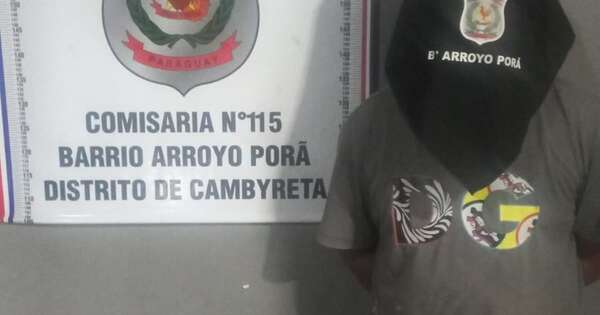 PARAGUAY
COMISARIA N°115
BARRIO ARROYO PORÃ
DISTRITO DE CAMBYRETA
B° ARROYO PORÃ
DG